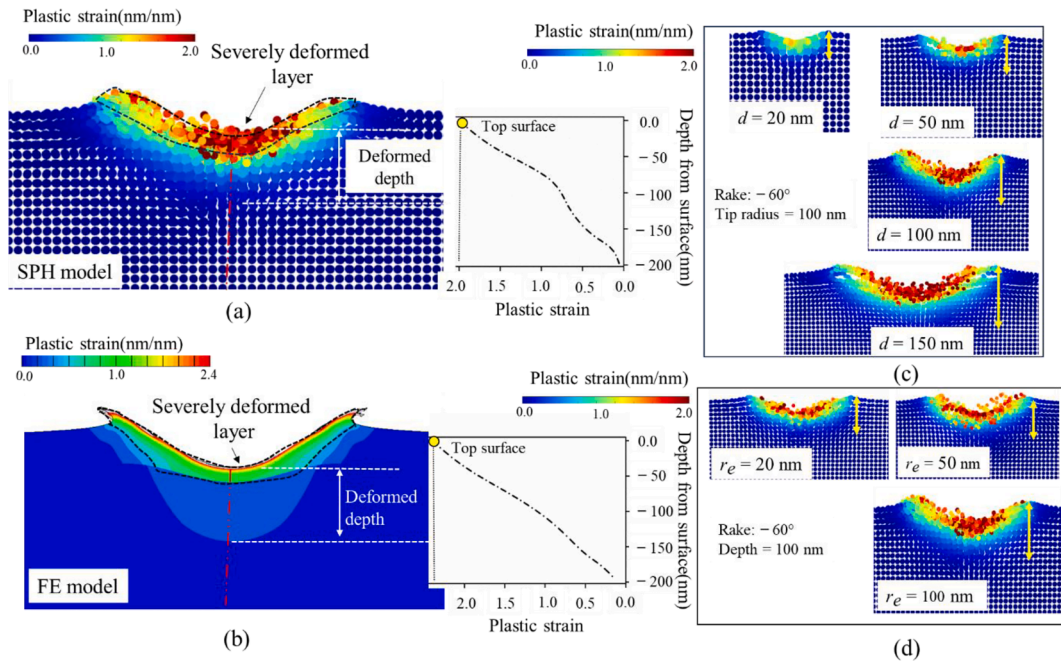 Plastic strain(nm/nm)
0.0 1.0 2.0
Severely deformed
layer
Deformed
depth
SPH model
(a)
Plastic strain(nm/nm)
0.0 1.0 2.0
Top surface
0.0
−50
−100
−150
−200
Depth from surface(nm)
2.0 1.5 1.0 0.5 0.0
Plastic strain
d = 20 nm
d = 50 nm
Rake: −60°
Tip radius = 100 nm
d = 100 nm
d = 150 nm
(c)
Plastic strain(nm/nm)
0.0 1.0 2.4
Severely deformed
layer
Deformed
depth
FE model
(b)
Plastic strain(nm/nm)
0.0 1.0 2.0
Top surface
0.0
−50
−100
−150
−200
Depth from surface(nm)
2.0 1.5 1.0 0.5 0.0
Plastic strain
re = 20 nm
re = 50 nm
Rake: −60°
Depth = 100 nm
re = 100 nm
(d)